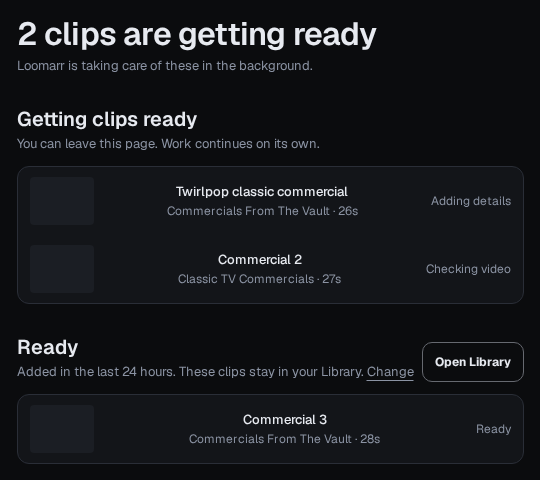 2 clips are getting ready
Loomarr is taking care of these in the background.
Getting clips ready
You can leave this page. Work continues on its own.
Twirlpop classic commercial
Commercials From The Vault · 26s
Adding details
Commercial 2
Classic TV Commercials · 27s
Checking video
Ready
Added in the last 24 hours. These clips stay in your Library. Change
Open Library
Commercial 3
Commercials From The Vault · 28s
Ready